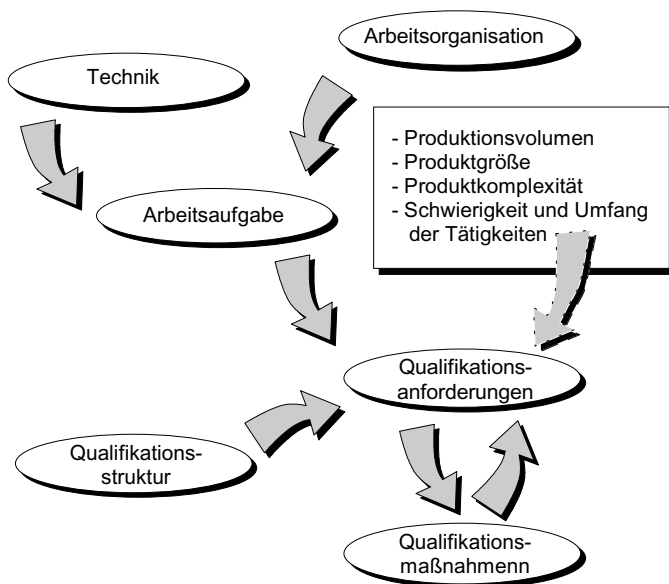 Arbeitsorganisation
Technik
- Produktionsvolumen
- Produktgröße
- Produktkomplexität
- Schwierigkeit und Umfang
der Tätigkeiten
Arbeitsaufgabe
Qualifikations-
anforderungen
Qualifikations-
struktur
Qualifikations-
maßnahmenn